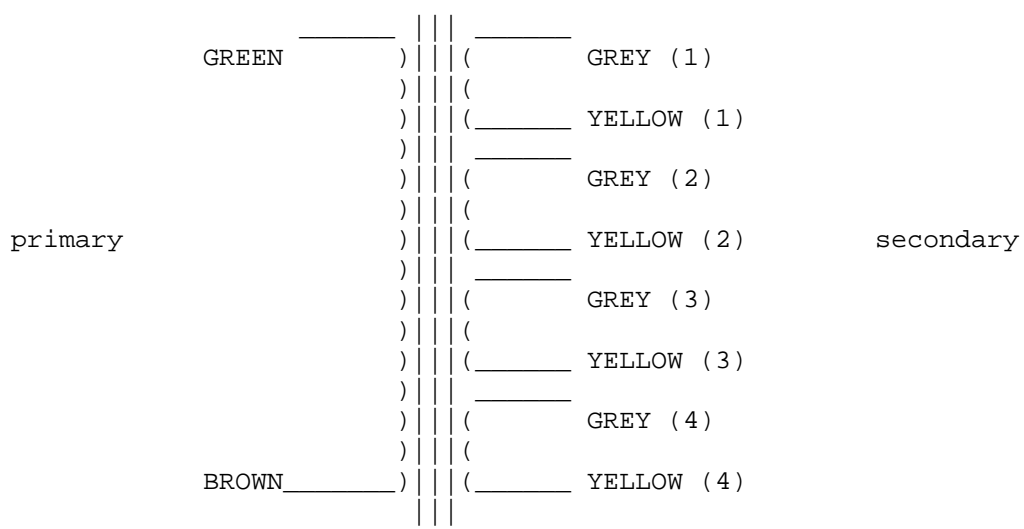 GREEN GREY (1)
YELLOW (1)
GREY (2)
primary YELLOW (2) secondary
GREY (3)
YELLOW (3)
GREY (4)
BROWN YELLOW (4)